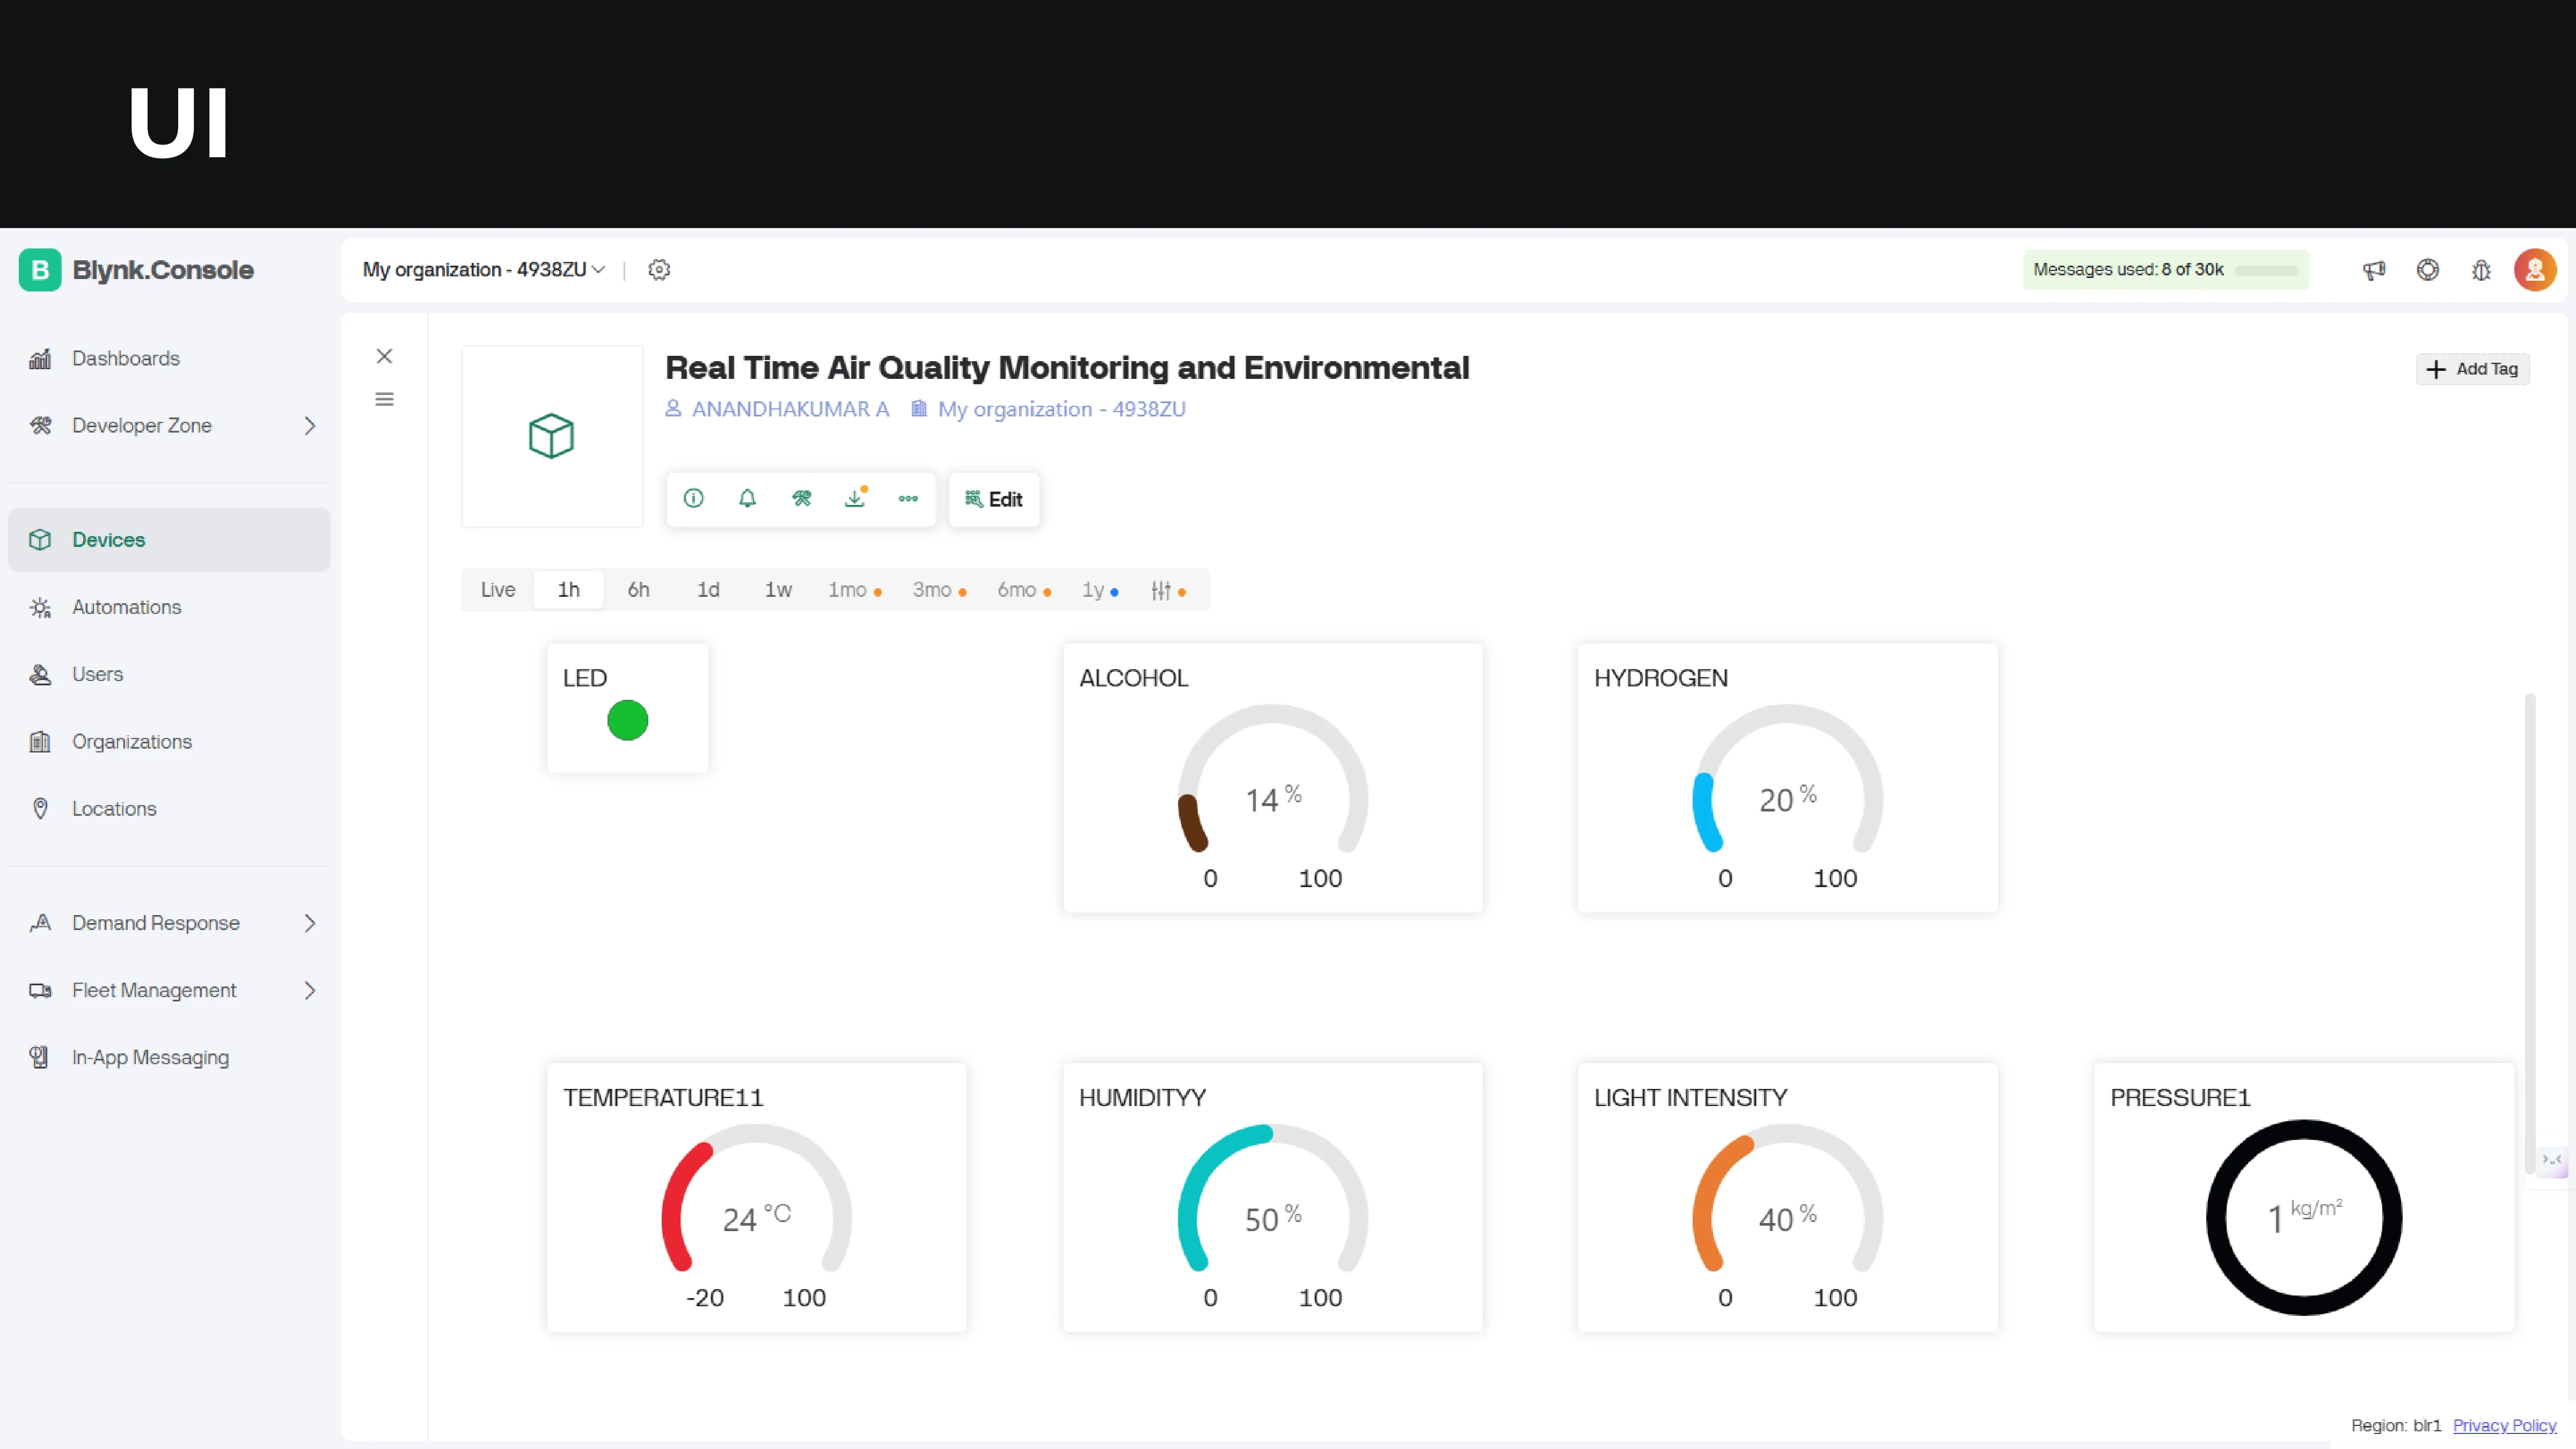 UI
B Blynk.Console
My organization - 4938ZU
Messages used: 8 of 30k
Dashboards
Developer Zone
Devices
Automations
Users
Organizations
Locations
Demand Response
Fleet Management
In-App Messaging
Real Time Air Quality Monitoring and Environmental
ANANDHAKUMAR A My organization - 4938ZU
Add Tag
Edit
Live 1h 6h 1d 1w 1mo 3mo 6mo 1y
LED
ALCOHOL
14 %
0 100
HYDROGEN
20 %
0 100
TEMPERATURE11
24 °C
-20 100
HUMIDITYY
50 %
0 100
LIGHT INTENSITY
40 %
0 100
PRESSURE1
1 kg/m²
Region: blr1 Privacy Policy